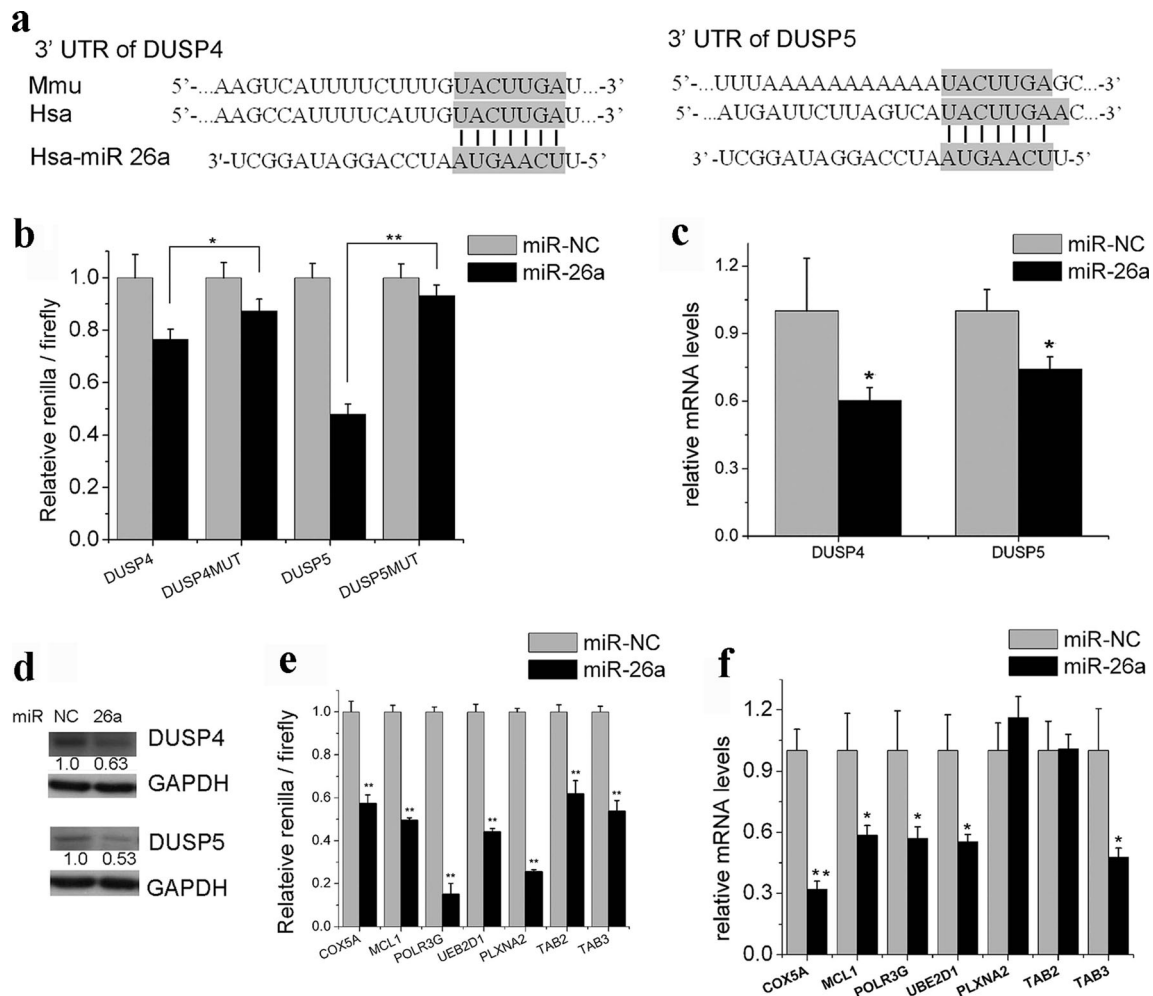 a
3' UTR of DUSP4
Mmu 5'-...AAGUCAUUUUCUUUGUACUUGAU...-3'
Hsa 5'-...AAGCCAUUUUCAUUGUACUUGAU...-3'
Hsa-miR 26a 3'-UCGGAUAGGACCUAAUGAACUU-5'
3' UTR of DUSP5
5'-... UUUAAAAAAAAAAAUACUUGAGC...-3'
5'-... AUGAUUCUUAGUCAUACUUGAAC...-3'
3'-UCGGAUAGGACCUAAUGAACUU-5'
b
miR-NC
miR-26a
* **
Relateive renilla / firefly
1.0
0.8
0.6
0.4
0.2
0.0
DUSP4 DUSP4MUT DUSP5 DUSP5MUT
c
miR-NC
miR-26a
relative mRNA levels
1.2
0.9
0.6
0.3
0.0
* *
DUSP4 DUSP5
d
miR NC 26a
DUSP4
1.0 0.63
GAPDH
DUSP5
1.0 0.53
GAPDH
e
miR-NC
miR-26a
Relateive renilla / firefly
1.0
0.8
0.6
0.4
0.2
0.0
** ** ** ** ** ** **
COX5A MCL1 POLR3G UEB2D1 PLXNA2 TAB2 TAB3
f
miR-NC
miR-26a
relative mRNA levels
1.2
0.9
0.6
0.3
0.0
** * * * *
COX5A MCL1 POLR3G UBE2D1 PLXNA2 TAB2 TAB3